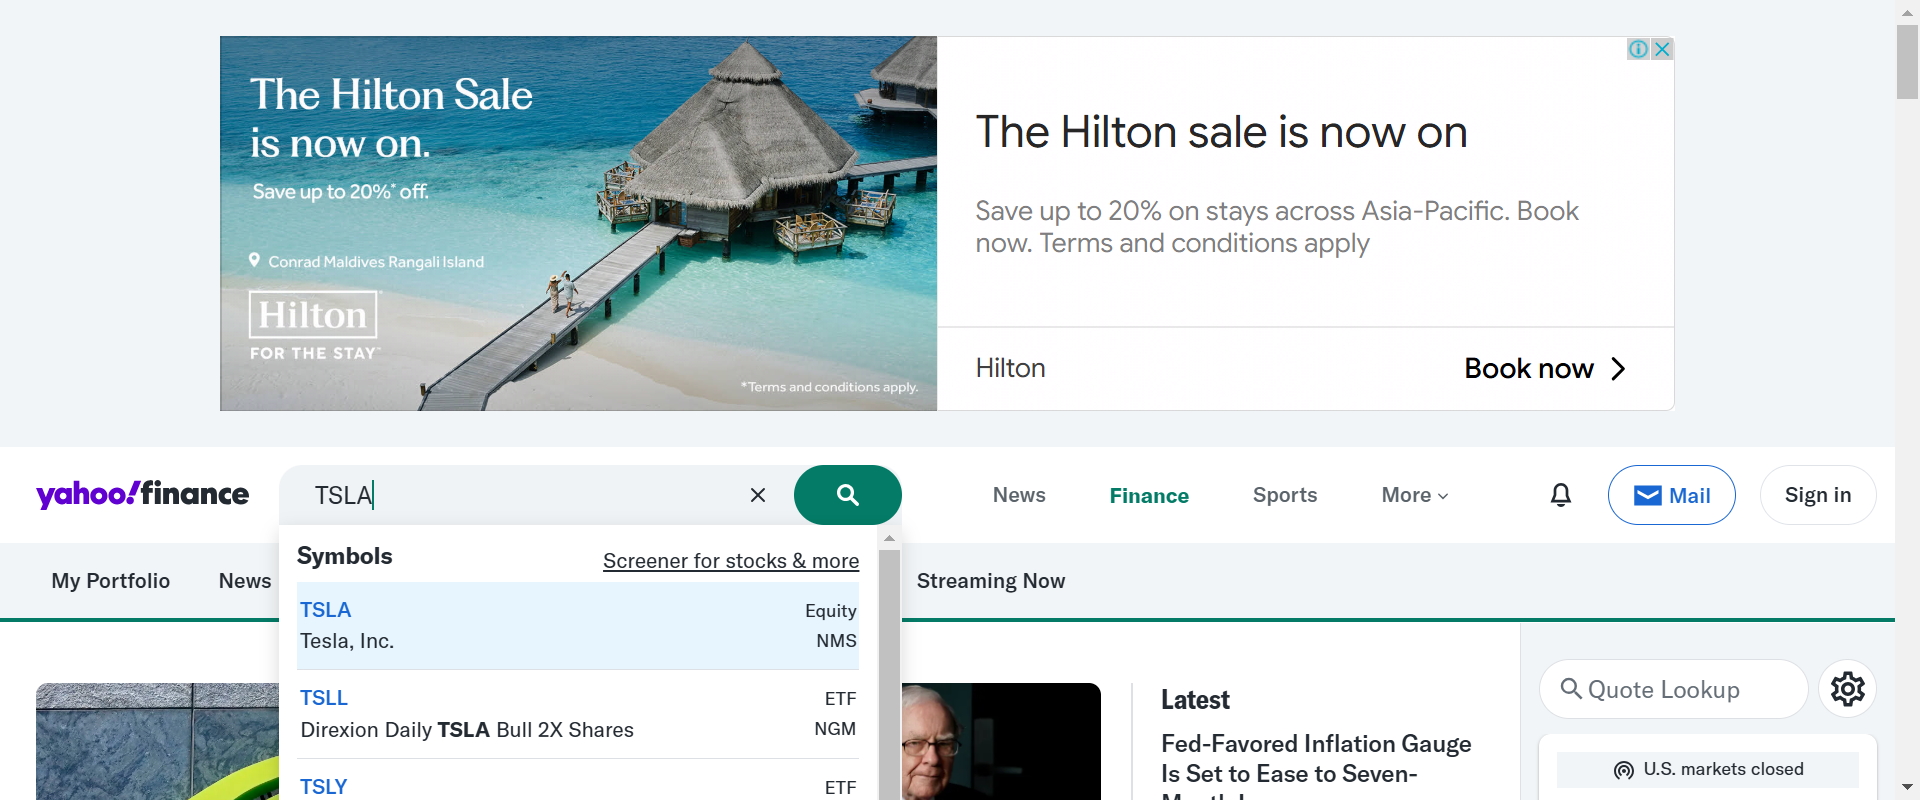 The Hilton Sale
is now on.
Save up to 20%* off.
Conrad Maldives Rangali Island
Hilton
FOR THE STAY™
*Terms and conditions apply.
The Hilton sale is now on
Save up to 20% on stays across Asia-Pacific. Book
now. Terms and conditions apply
Hilton
Book now
yahoo!finance
TSLA
News
Finance
Sports
More
Mail
Sign in
My Portfolio
News
Streaming Now
Symbols
Screener for stocks & more
TSLA
Equity
Tesla, Inc.
NMS
TSLL
ETF
Direxion Daily TSLA Bull 2X Shares
NGM
TSLY
ETF
Latest
Fed-Favored Inflation Gauge
Is Set to Ease to Seven-
Quote Lookup
U.S. markets closed